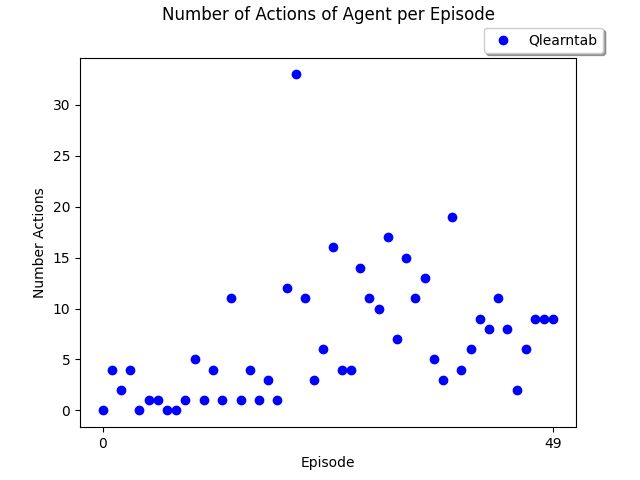 Number of Actions of Agent per Episode
Qlearntab
Number Actions
30
25
20
15
10
5
0
0 49
Episode